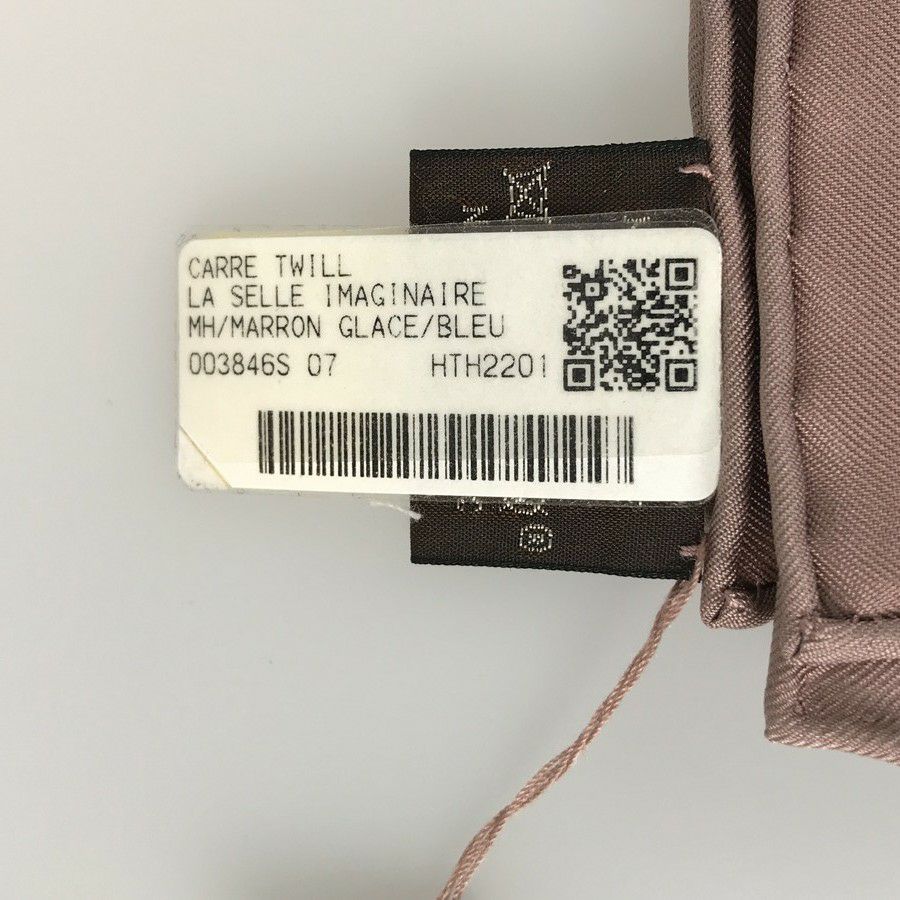 CARRE TWILL
LA SELLE IMAGINAIRE
MH/MARRON GLACE/BLEU
003846S 07 HTH2201